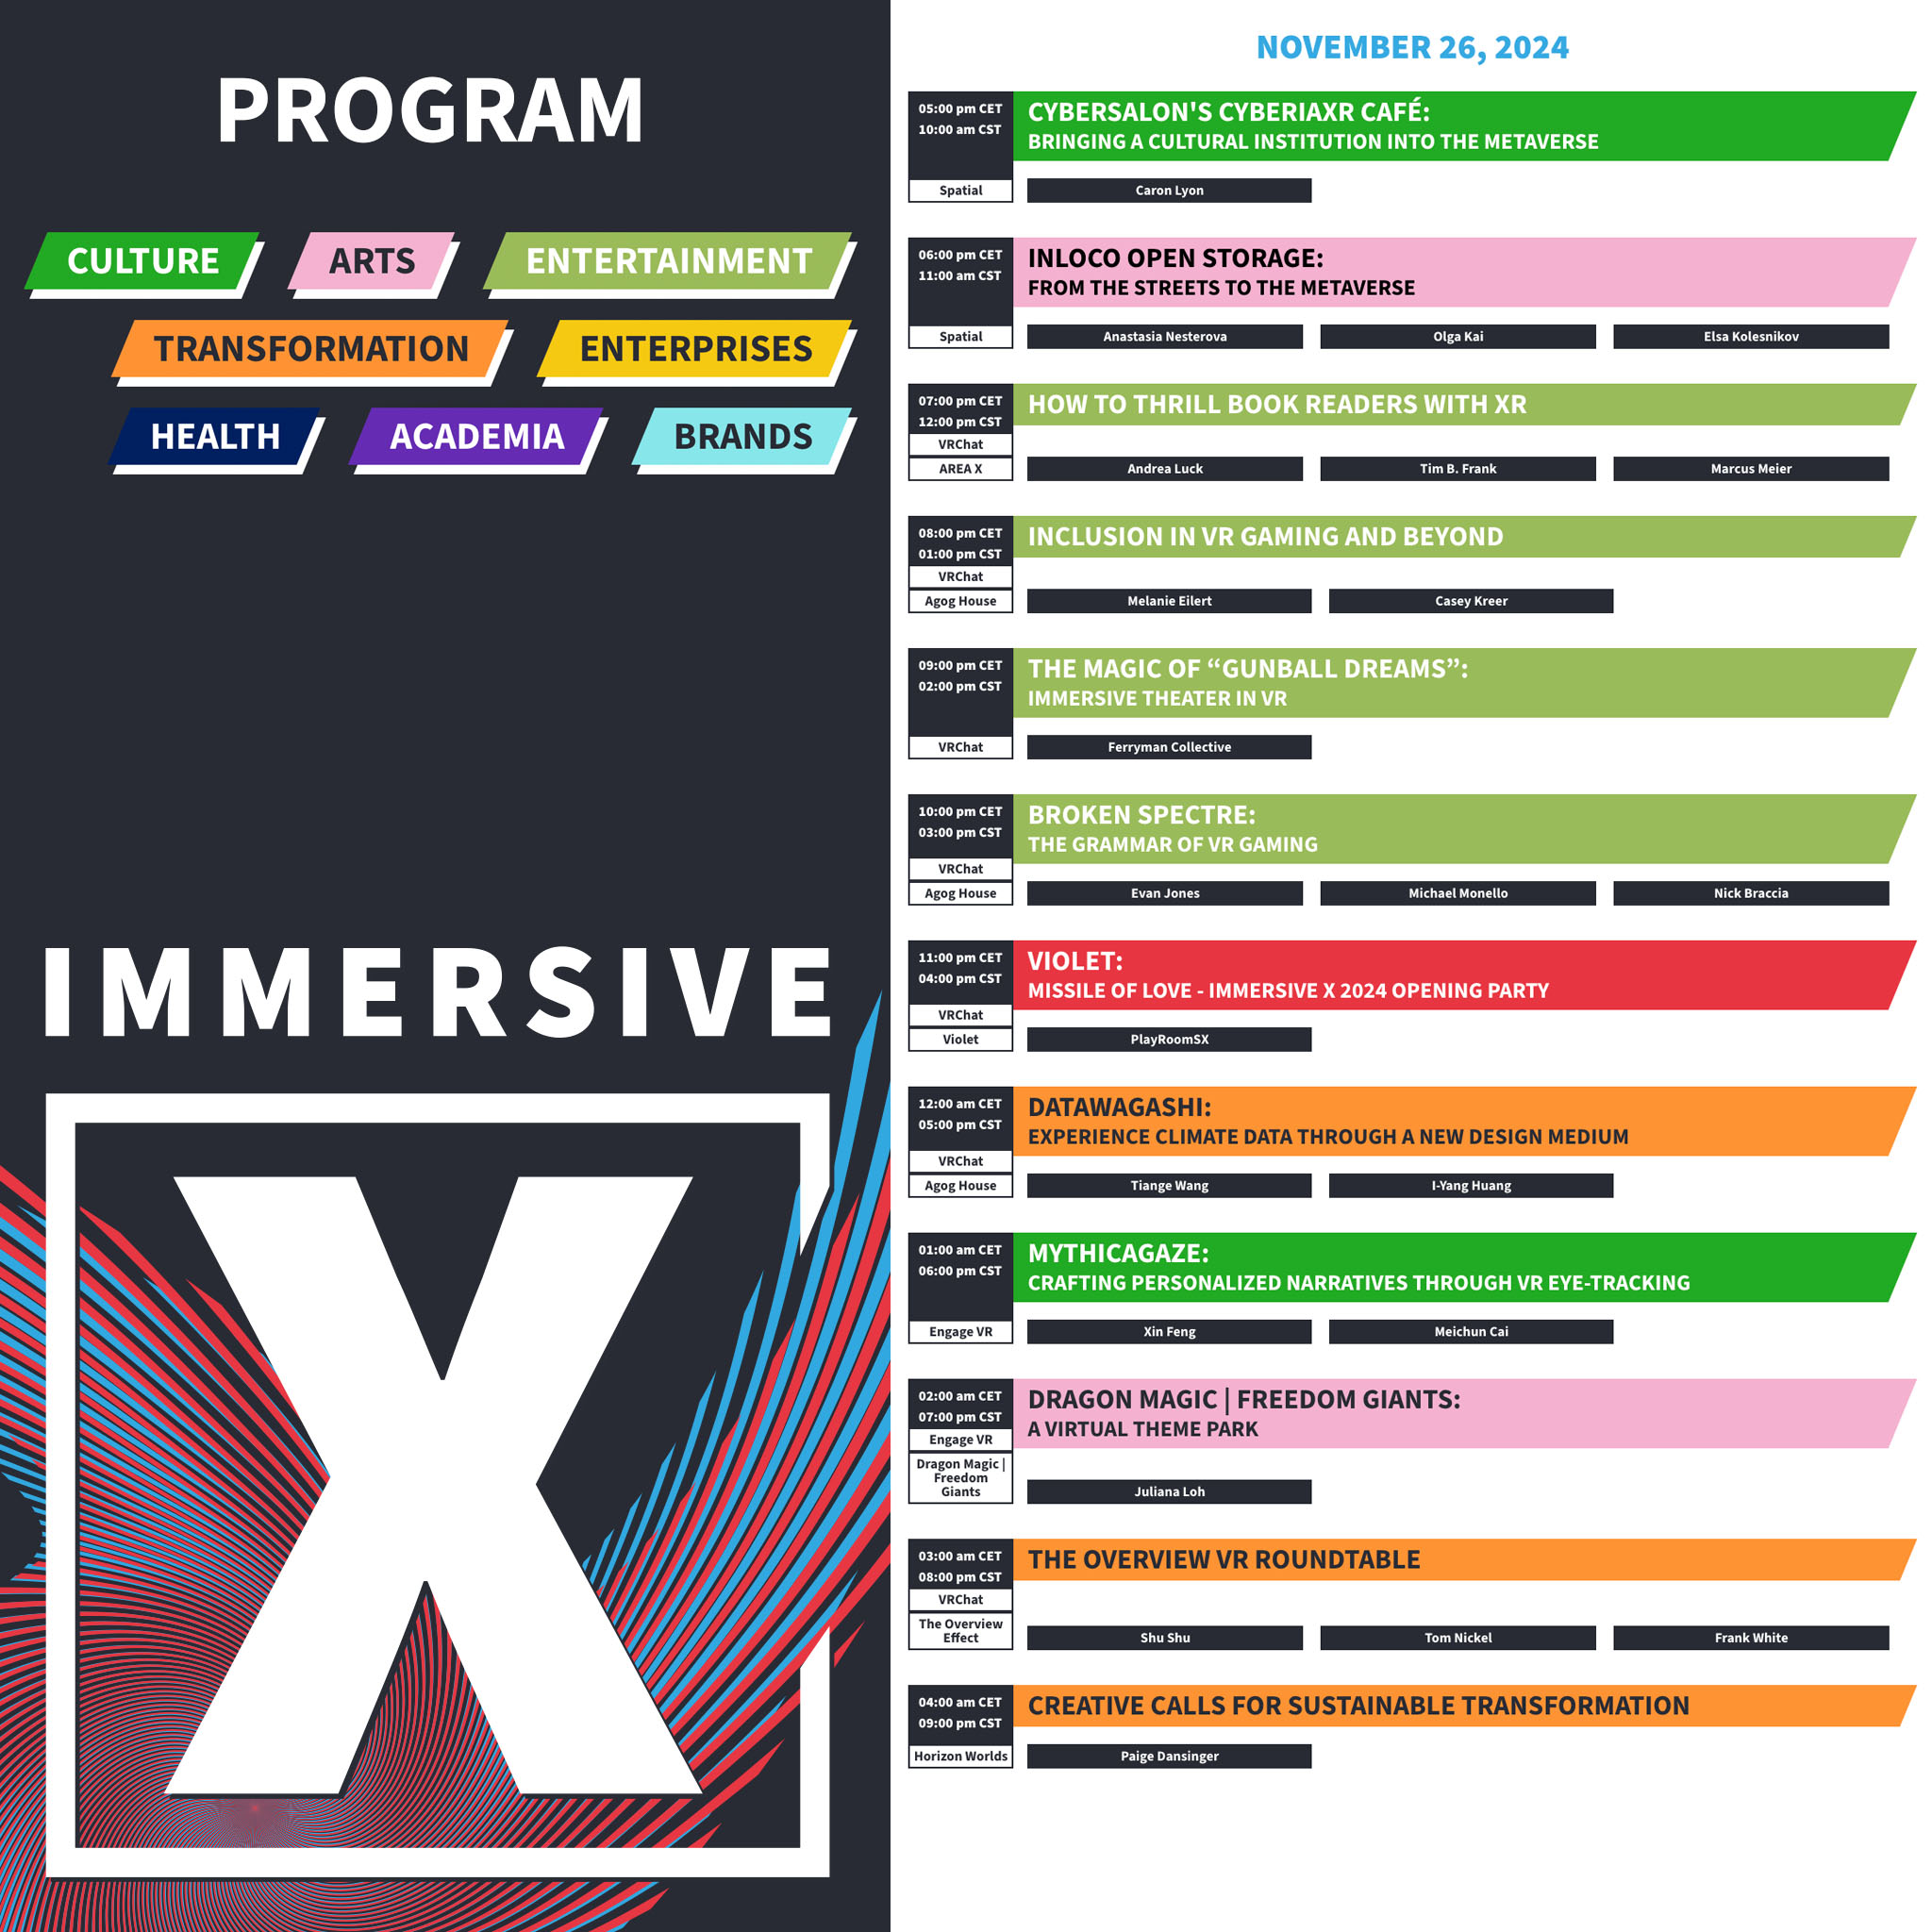 PROGRAM
CULTURE
ARTS
ENTERTAINMENT
TRANSFORMATION
ENTERPRISES
HEALTH
ACADEMIA
BRANDS
IMMERSIVE
X
NOVEMBER 26, 2024
05:00 pm CET
10:00 am CST
Spatial
CYBERSALON'S CYBERIAXR CAFÉ:
BRINGING A CULTURAL INSTITUTION INTO THE METAVERSE
Caron Lyon
06:00 pm CET
11:00 am CST
Spatial
INLOCO OPEN STORAGE:
FROM THE STREETS TO THE METAVERSE
Anastasia Nesterova
Olga Kai
Elsa Kolesnikov
07:00 pm CET
12:00 pm CST
VRChat
AREA X
HOW TO THRILL BOOK READERS WITH XR
Andrea Luck
Tim B. Frank
Marcus Meier
08:00 pm CET
01:00 pm CST
VRChat
Agog House
INCLUSION IN VR GAMING AND BEYOND
Melanie Eilert
Casey Kreer
09:00 pm CET
02:00 pm CST
VRChat
THE MAGIC OF “GUNBALL DREAMS”:
IMMERSIVE THEATER IN VR
Ferryman Collective
10:00 pm CET
03:00 pm CST
VRChat
Agog House
BROKEN SPECTRE:
THE GRAMMAR OF VR GAMING
Evan Jones
Michael Monello
Nick Braccia
11:00 pm CET
04:00 pm CST
VRChat
Violet
VIOLET:
MISSILE OF LOVE - IMMERSIVE X 2024 OPENING PARTY
PlayRoomSX
12:00 am CET
05:00 pm CST
VRChat
Agog House
DATAWAGASHI:
EXPERIENCE CLIMATE DATA THROUGH A NEW DESIGN MEDIUM
Tiange Wang
I-Yang Huang
01:00 am CET
06:00 pm CST
Engage VR
MYTHICAGAZE:
CRAFTING PERSONALIZED NARRATIVES THROUGH VR EYE-TRACKING
Xin Feng
Meichun Cai
02:00 am CET
07:00 pm CST
Engage VR
Dragon Magic |
Freedom
Giants
DRAGON MAGIC | FREEDOM GIANTS:
A VIRTUAL THEME PARK
Juliana Loh
03:00 am CET
08:00 pm CST
VRChat
The Overview
Effect
THE OVERVIEW VR ROUNDTABLE
Shu Shu
Tom Nickel
Frank White
04:00 am CET
09:00 pm CST
Horizon Worlds
CREATIVE CALLS FOR SUSTAINABLE TRANSFORMATION
Paige Dansinger